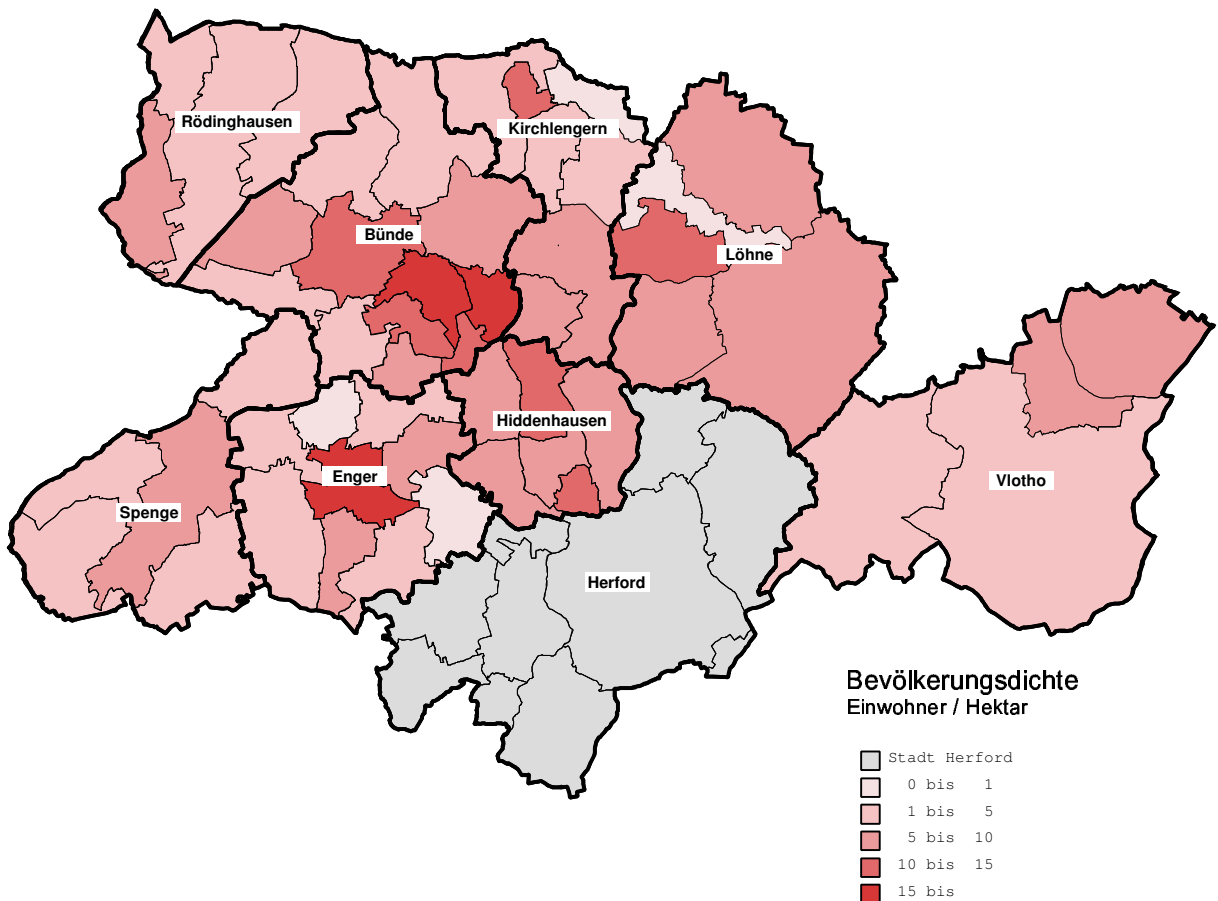 Rödinghausen
Kirchlengern
Bünde
Löhne
Hiddenhausen
Enger
Vlotho
Spenge
Herford
Bevölkerungsdichte
Einwohner / Hektar
Stadt Herford
0 bis 1
1 bis 5
5 bis 10
10 bis 15
15 bis